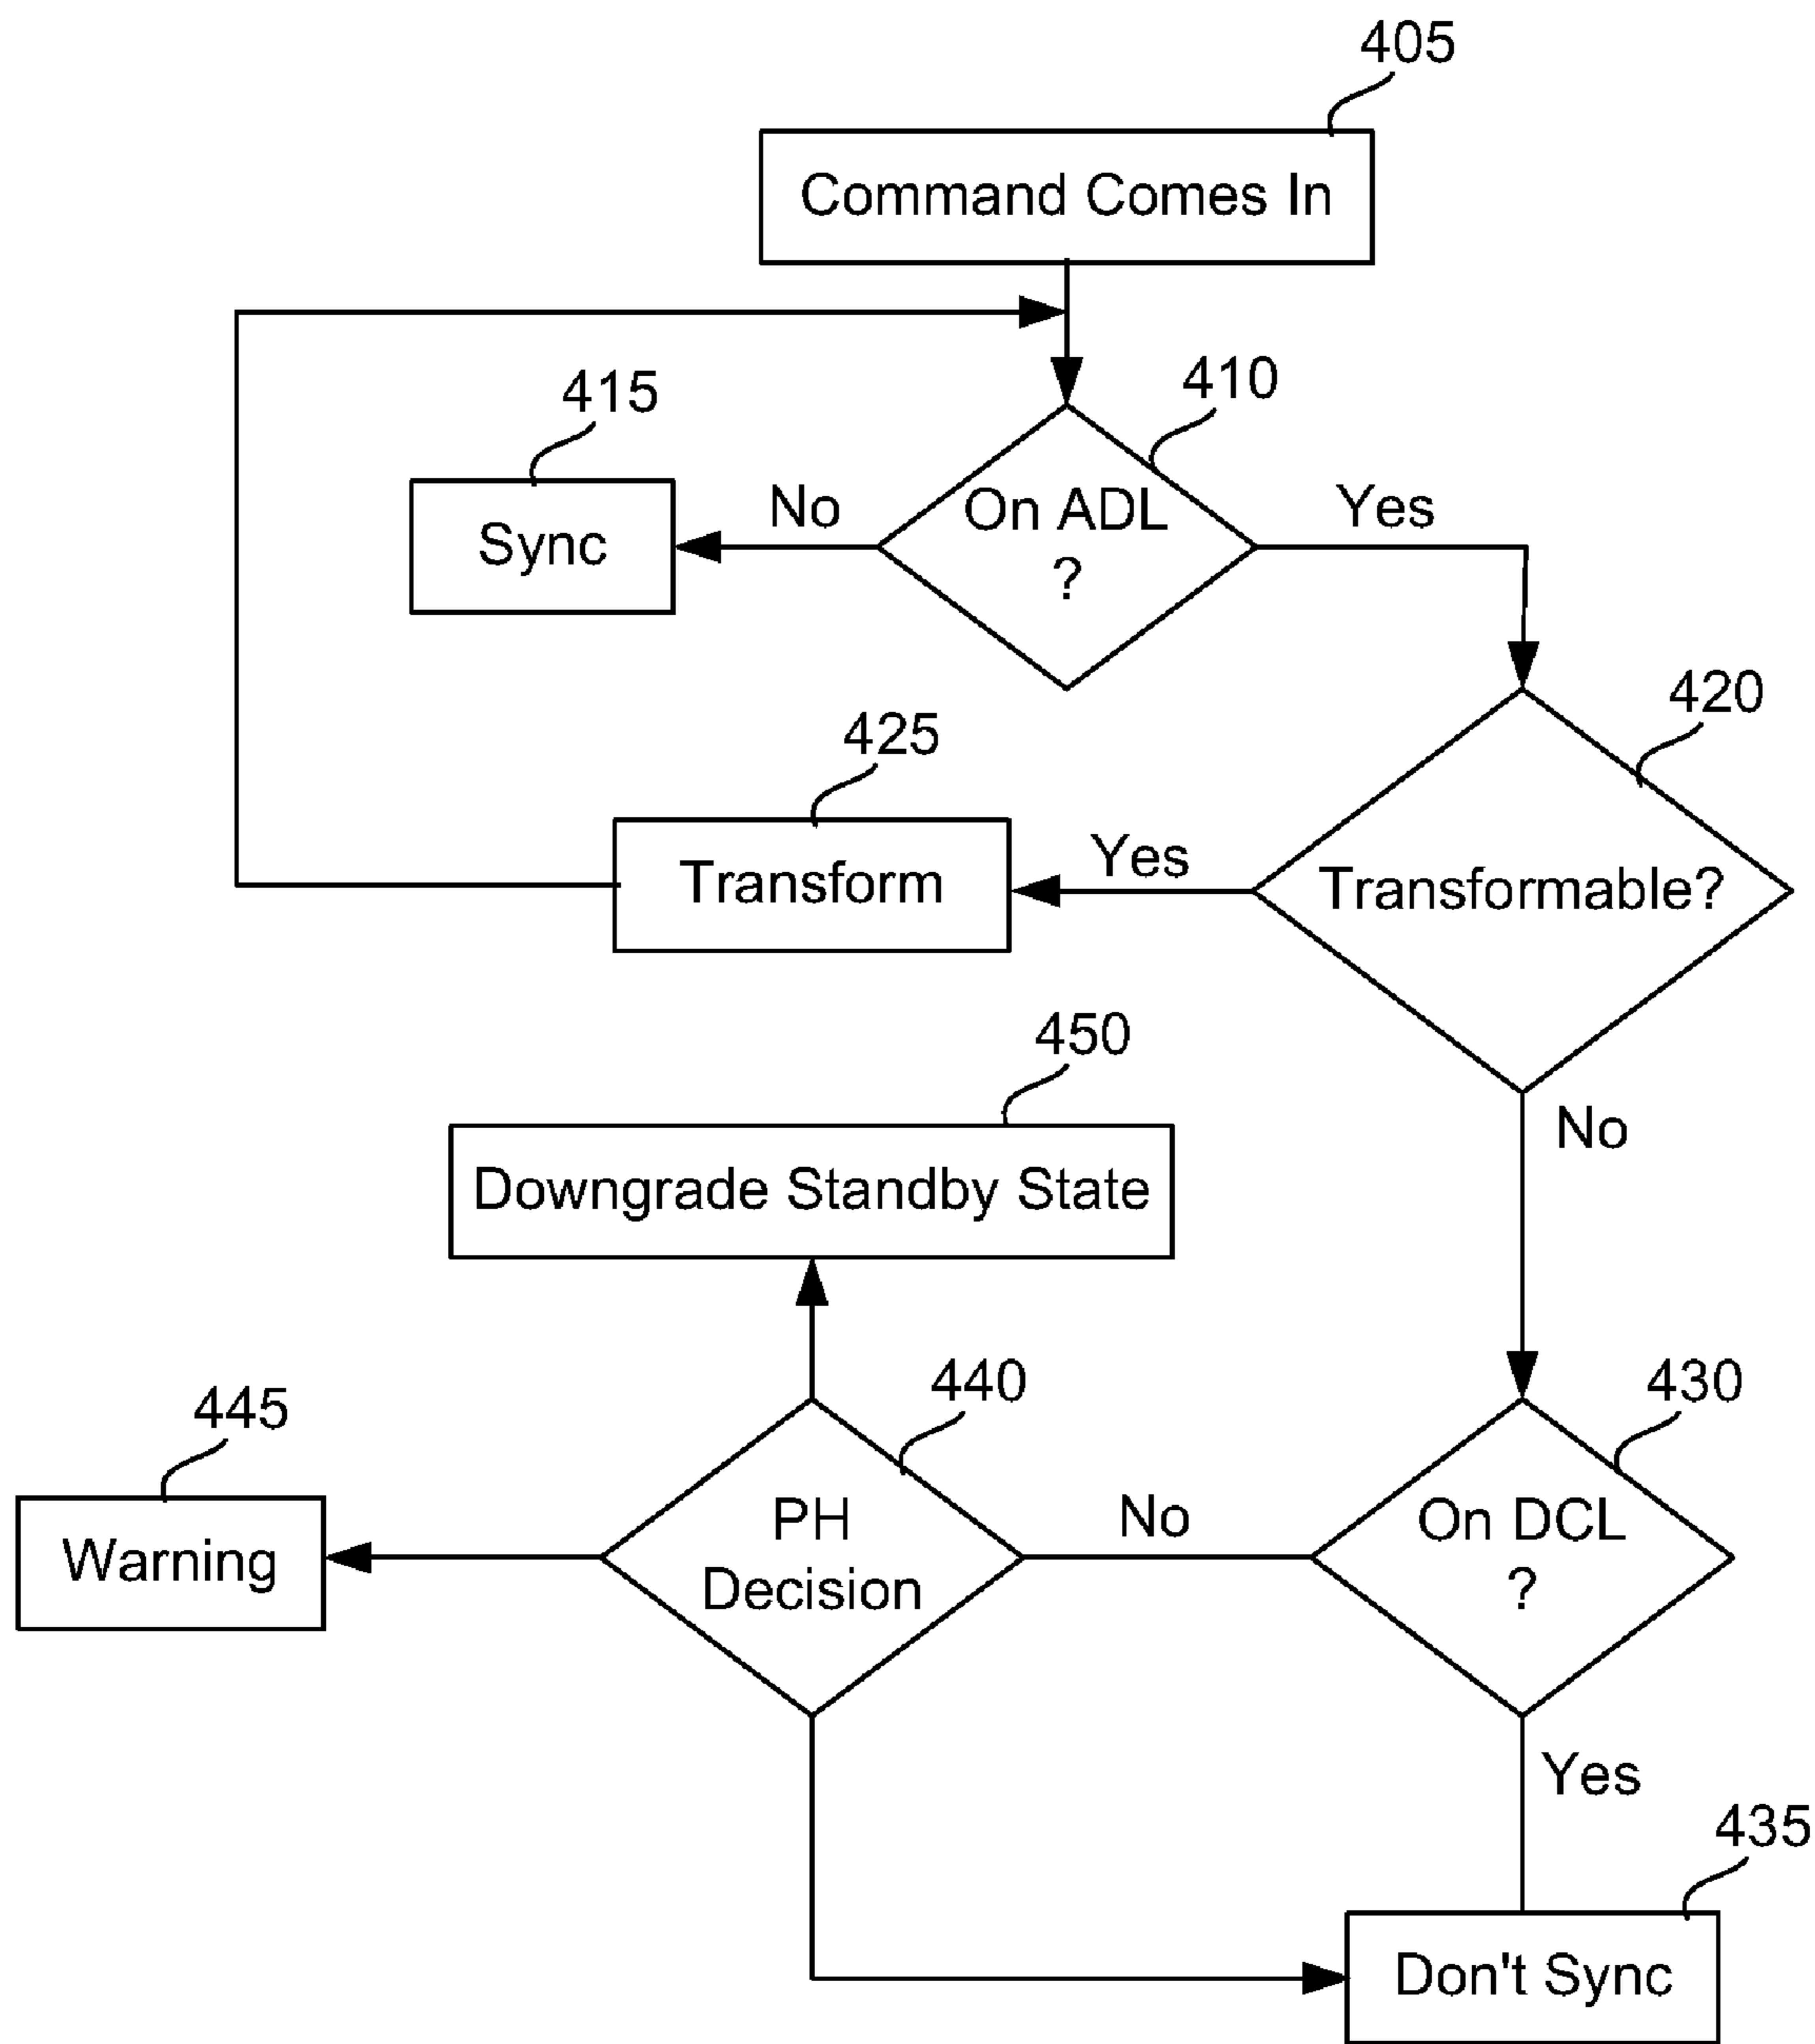 405
Command Comes In
410
415
On ADL
?
No
Yes
Sync
420
425
Transformable?
Yes
Transform
No
450
Downgrade Standby State
440
430
445
PH
Decision
No
On DCL
?
Warning
Yes
435
Don't Sync